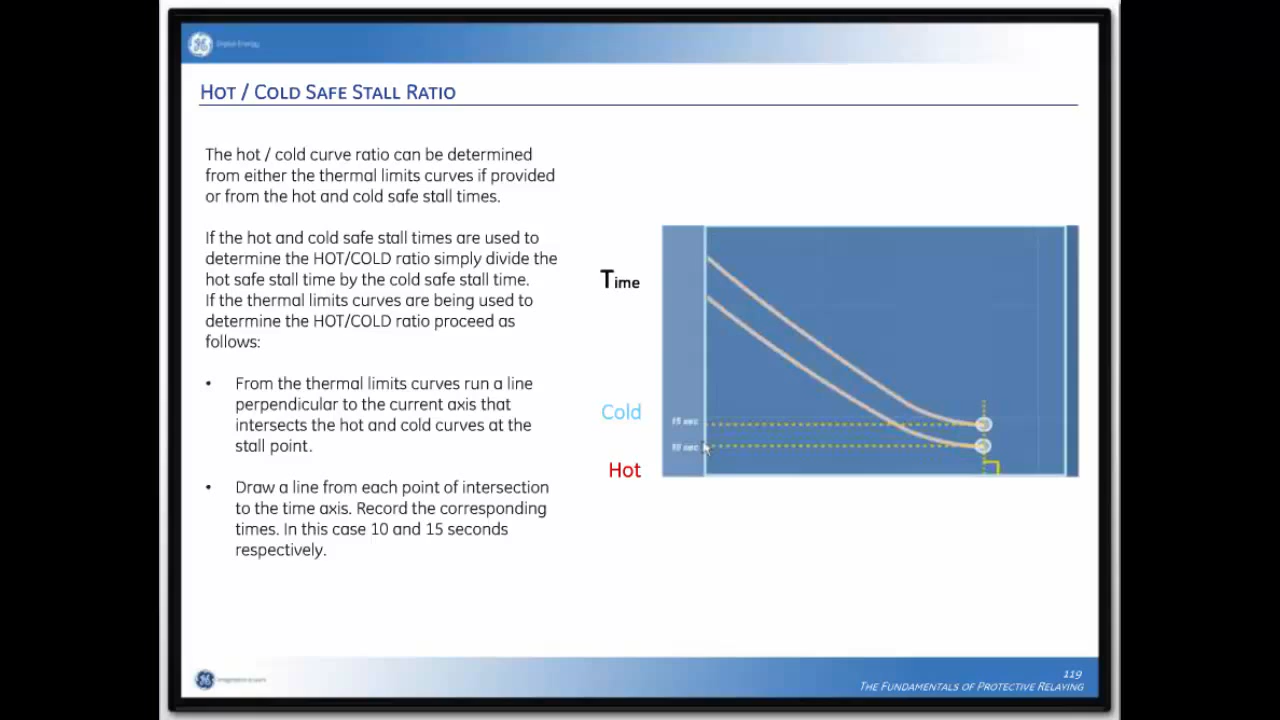 Digital Energy
HOT / COLD SAFE STALL RATIO
The hot / cold curve ratio can be determined
from either the thermal limits curves if provided
or from the hot and cold safe stall times.
If the hot and cold safe stall times are used to
determine the HOT/COLD ratio simply divide the
hot safe stall time by the cold safe stall time.
If the thermal limits curves are being used to
determine the HOT/COLD ratio proceed as
follows:
• From the thermal limits curves run a line
perpendicular to the current axis that
intersects the hot and cold curves at the
stall point.
• Draw a line from each point of intersection
to the time axis. Record the corresponding
times. In this case 10 and 15 seconds
respectively.
Time
Cold
15 sec
10 sec
Hot
119
THE FUNDAMENTALS OF PROTECTIVE RELAYING